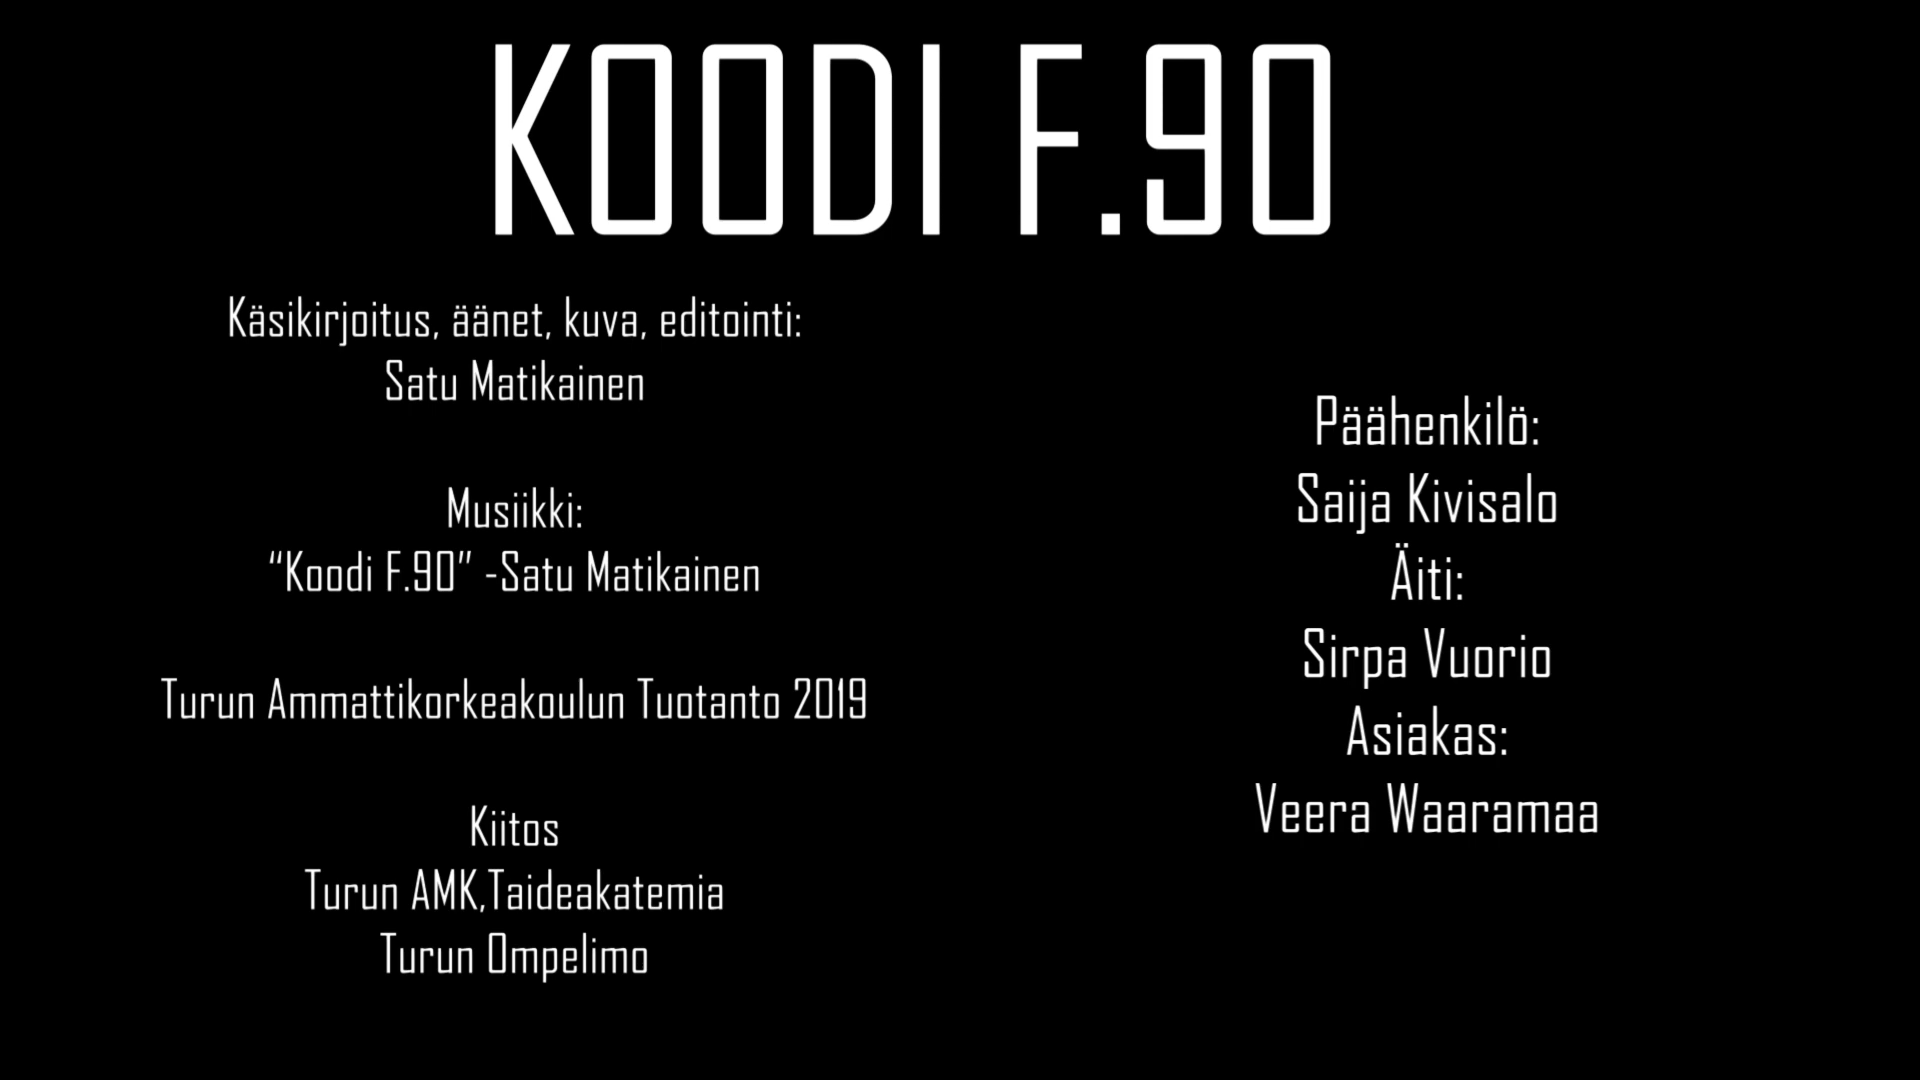 KOODI F.90
Käsikirjoitus, äänet, kuva, editointi:
Satu Matikainen
Musiikki:
“Koodi F.90” -Satu Matikainen
Turun Ammattikorkeakoulun Tuotanto 2019
Kiitos
Turun AMK,Taideakatemia
Turun Ompelimo
Päähenkilö:
Saija Kivisalo
Äiti:
Sirpa Vuorio
Asiakas:
Veera Waaramaa